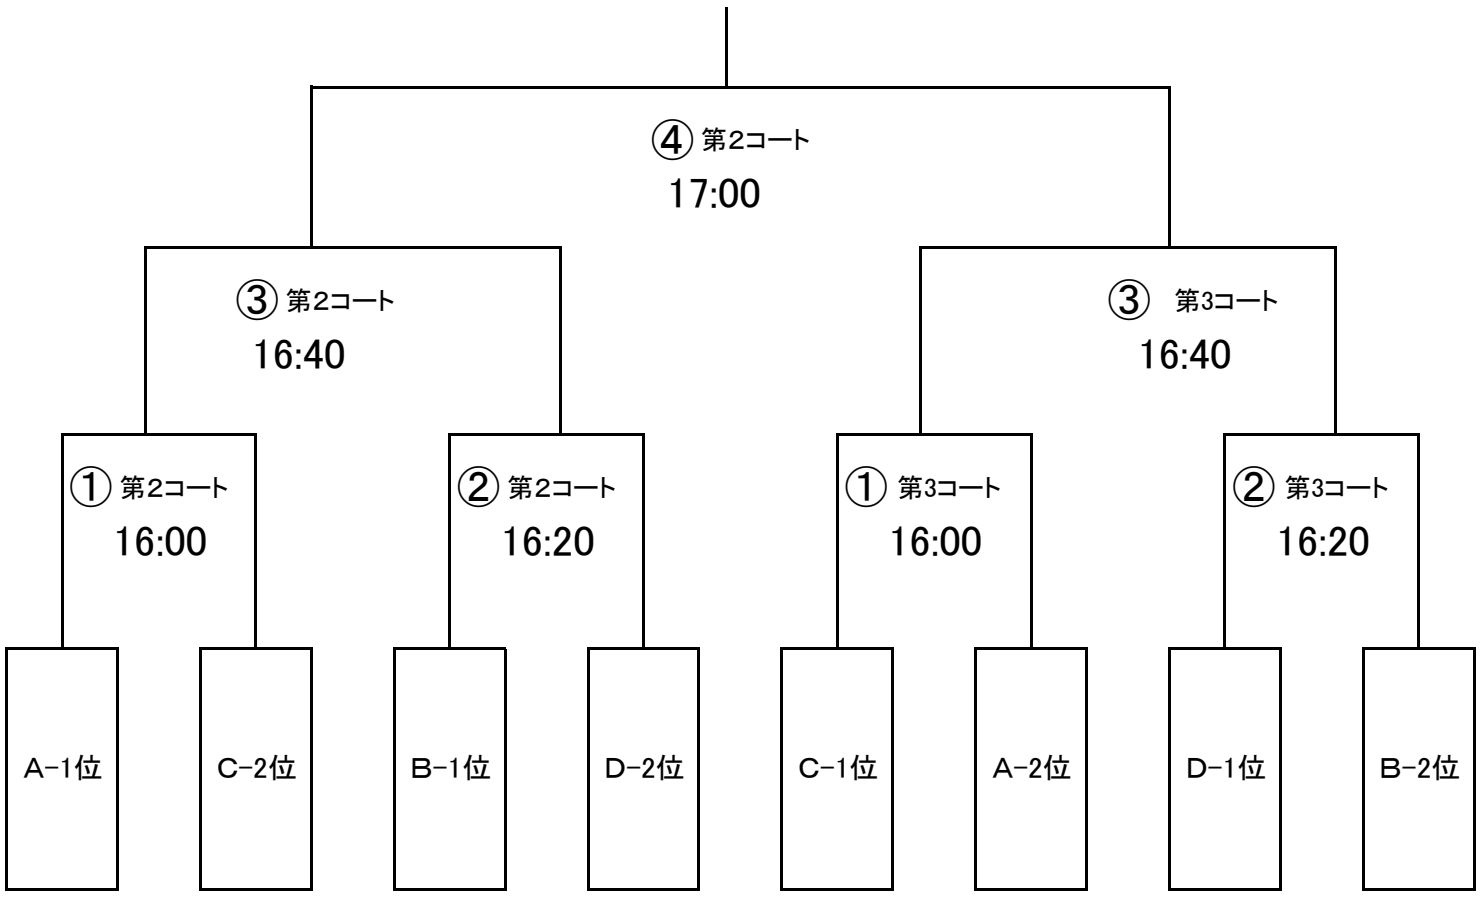 ④ 第2コート
17:00
③ 第2コート
16:40
③ 第3コート
16:40
① 第2コート
16:00
② 第2コート
16:20
① 第3コート
16:00
② 第3コート
16:20
A-1位
C-2位
B-1位
D-2位
C-1位
A-2位
D-1位
B-2位